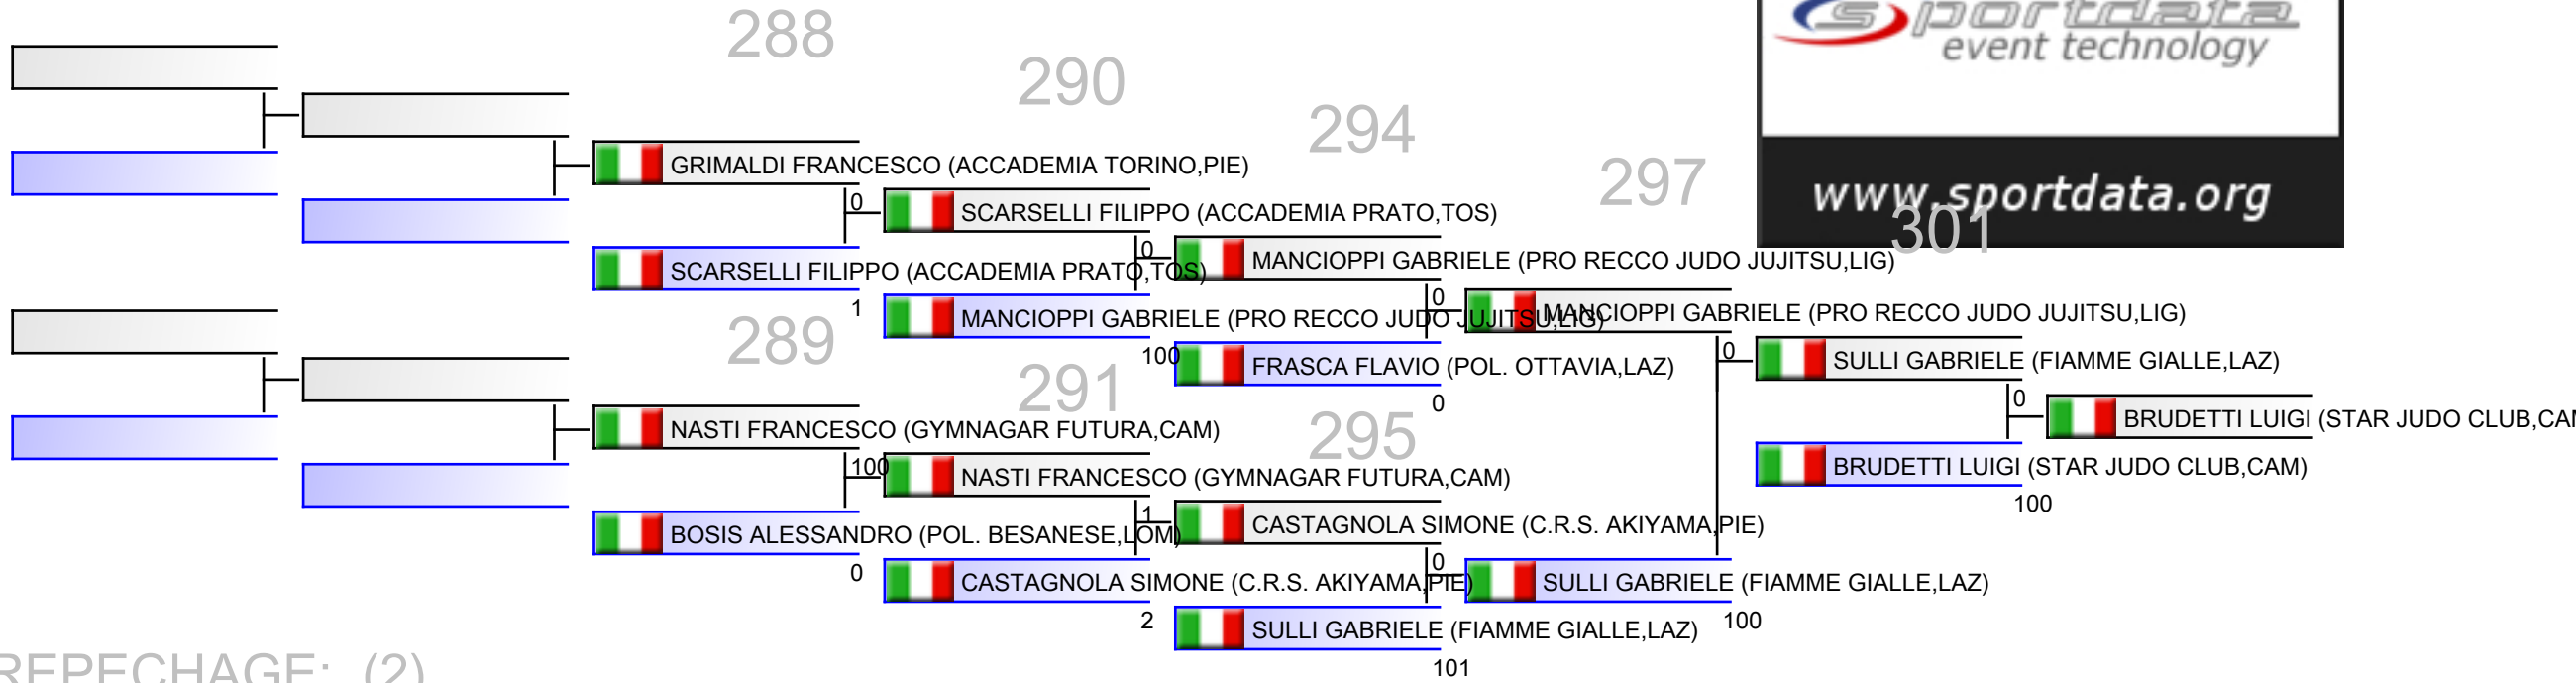 288
290
294
297
301
sportdata
event technology
www.sportdata.org
GRIMALDI FRANCESCO (ACCADEMIA TORINO,PIE)
0
SCARSELLI FILIPPO (ACCADEMIA PRATO,TOS)
SCARSELLI FILIPPO (ACCADEMIA PRATO,TOS)
1
0
MANCIOPPI GABRIELE (PRO RECCO JUDO JUJITSU,LIG)
MANCIOPPI GABRIELE (PRO RECCO JUDO JUJITSU,LIG)
100
0
MANCIOPPI GABRIELE (PRO RECCO JUDO JUJITSU,LIG)
FRASCA FLAVIO (POL. OTTAVIA,LAZ)
0
0
SULLI GABRIELE (FIAMME GIALLE,LAZ)
0
BRUDETTI LUIGI (STAR JUDO CLUB,CAM
BRUDETTI LUIGI (STAR JUDO CLUB,CAM)
100
289
291
295
NASTI FRANCESCO (GYMNAGAR FUTURA,CAM)
100
NASTI FRANCESCO (GYMNAGAR FUTURA,CAM)
BOSIS ALESSANDRO (POL. BESANESE,LOM)
0
1
CASTAGNOLA SIMONE (C.R.S. AKIYAMA,PIE)
CASTAGNOLA SIMONE (C.R.S. AKIYAMA,PIE)
2
0
SULLI GABRIELE (FIAMME GIALLE,LAZ)
100
SULLI GABRIELE (FIAMME GIALLE,LAZ)
101
REPECHAGE: (2)